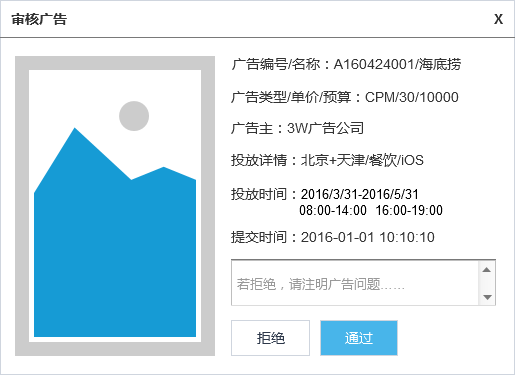 审核广告 X
广告编号/名称：A160424001/海底捞
广告类型/单价/预算：CPM/30/10000
广告主：3W广告公司
投放详情：北京+天津/餐饮/iOS
投放时间：2016/3/31-2016/5/31
08:00-14:00 16:00-19:00
提交时间：2016-01-01 10:10:10
若拒绝，请注明广告问题……
拒绝 通过